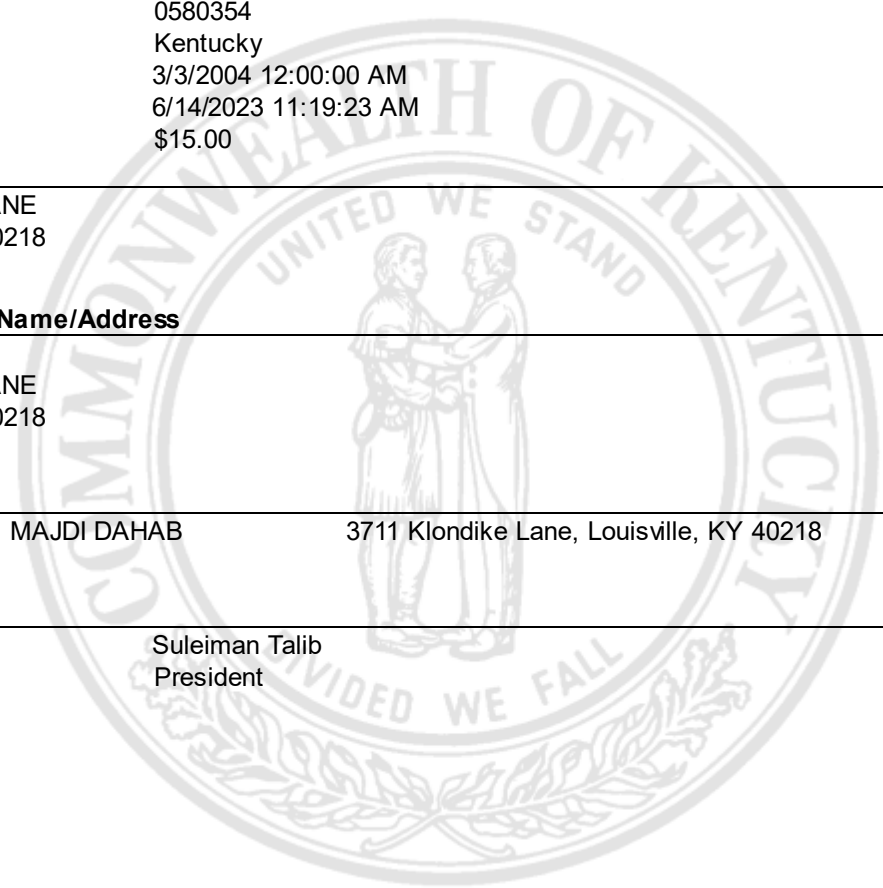 0580354
Kentucky
3/3/2004 12:00:00 AM
6/14/2023 11:19:23 AM
$15.00
NE
0218
Name/Address
NE
0218
MAJDI DAHAB 3711 Klondike Lane, Louisville, KY 40218
Suleiman Talib
President
COMMONWEALTH OF KENTUCKY
UNITED WE STAND
DIVIDED WE FALL